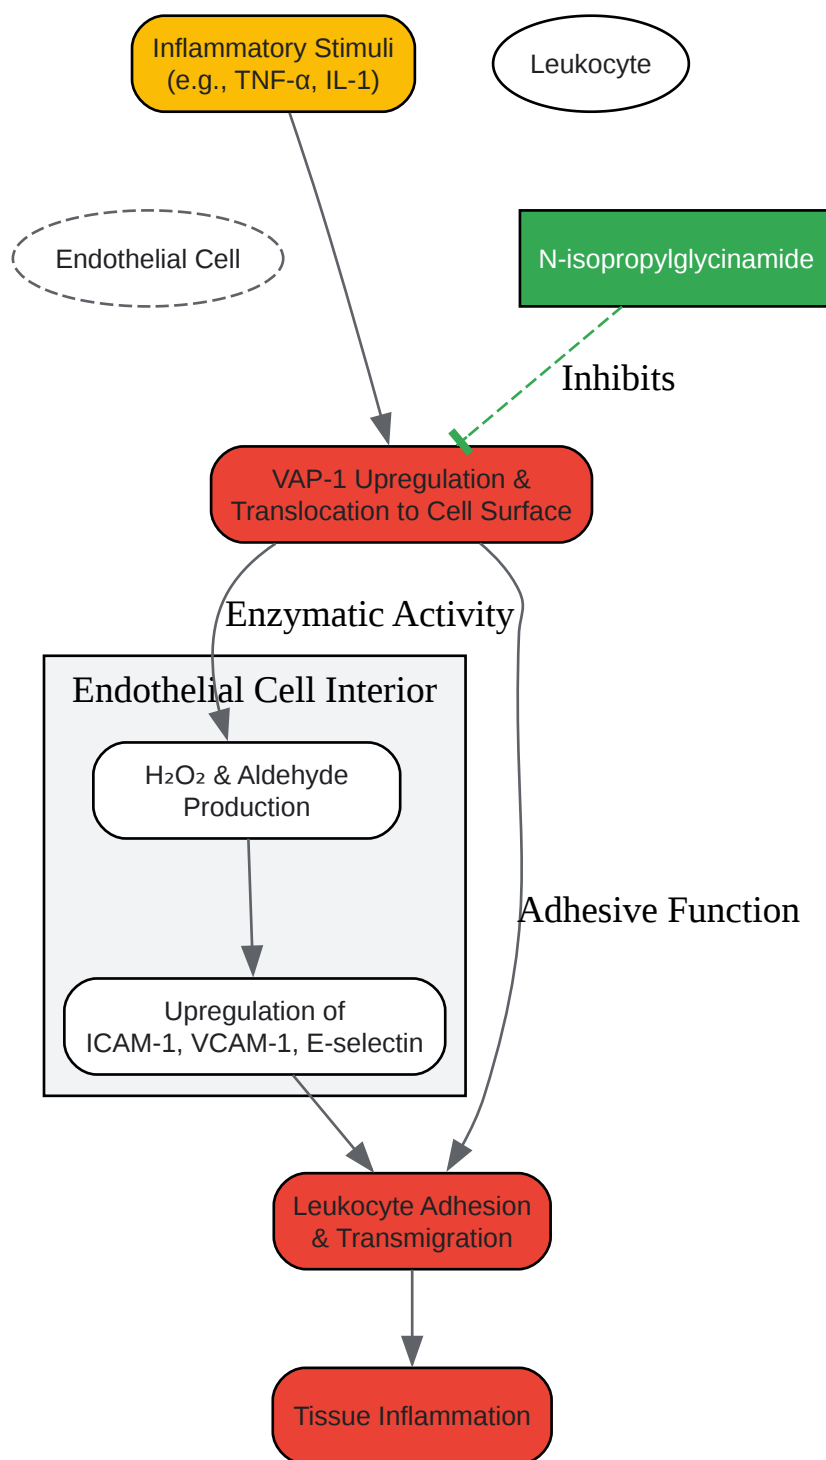 Inflammatory Stimuli
(e.g., TNF-α, IL-1)
Leukocyte
Endothelial Cell
N-isopropylglycinamide
Inhibits
VAP-1 Upregulation &
Translocation to Cell Surface
Enzymatic Activity
Endothelial Cell Interior
H₂O₂ & Aldehyde
Production
Adhesive Function
Upregulation of
ICAM-1, VCAM-1, E-selectin
Leukocyte Adhesion
& Transmigration
Tissue Inflammation